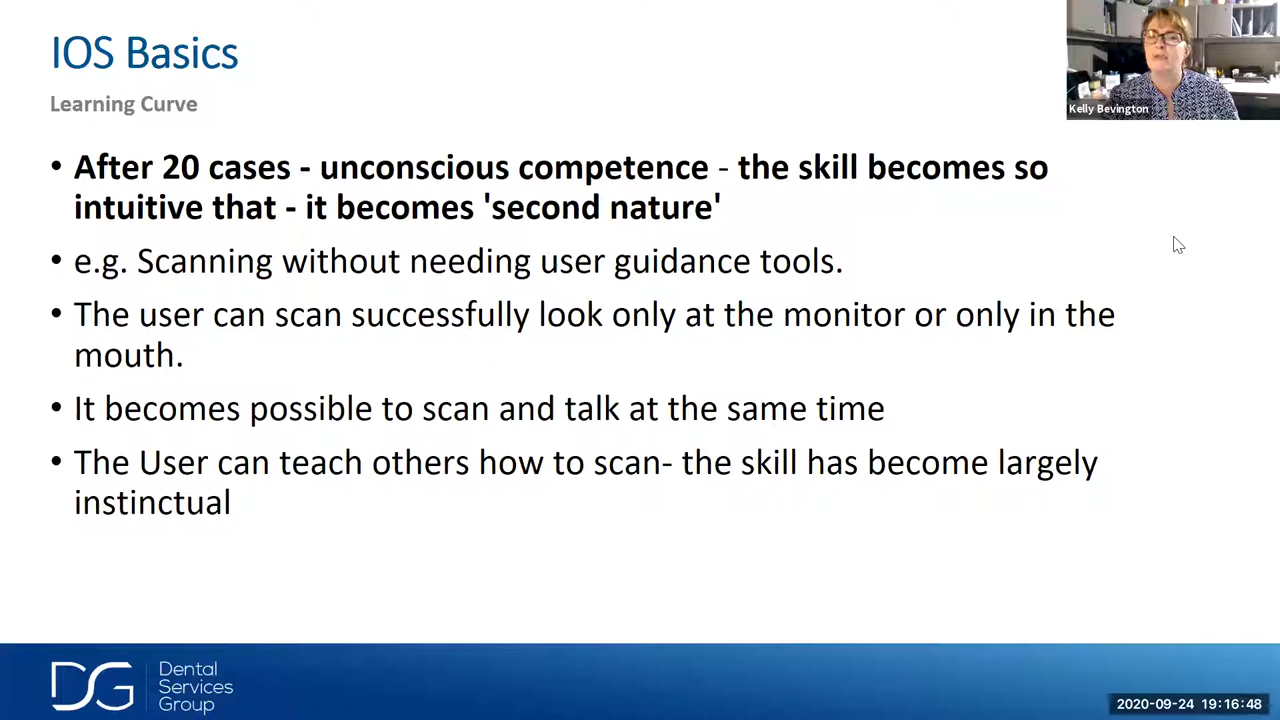 IOS Basics
Learning Curve
Kelly Bevington
• After 20 cases - unconscious competence - the skill becomes so
intuitive that - it becomes 'second nature'
• e.g. Scanning without needing user guidance tools.
• The user can scan successfully look only at the monitor or only in the
mouth.
• It becomes possible to scan and talk at the same time
• The User can teach others how to scan- the skill has become largely
instinctual
DSG
Dental
Services
Group
2020-09-24 19:16:48